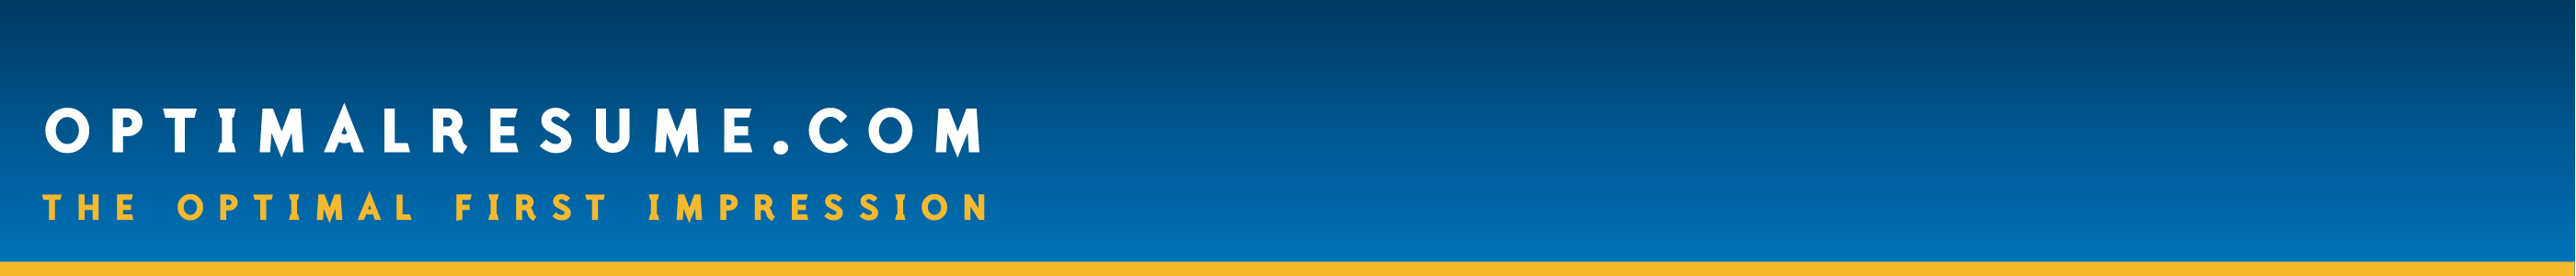 OPTIMALRESUME.COM
THE OPTIMAL FIRST IMPRESSION